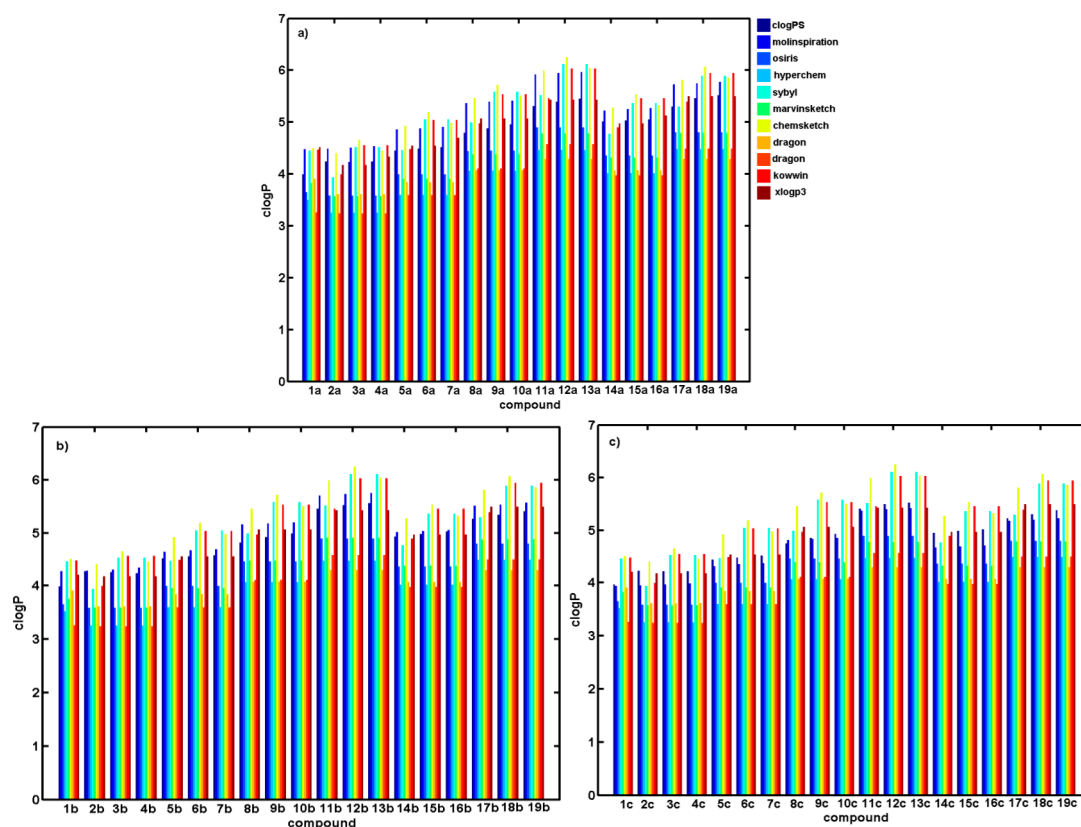 a)
7
6
5
4
3
2
1
0
clogP
1a 2a 3a 4a 5a 6a 7a 8a 9a 10a 11a 12a 13a 14a 15a 16a 17a 18a 19a
compound
clogPS
molinspiration
osiris
hyperchem
sybyl
marvinsketch
chemsketch
dragon
dragon
kowwin
xlogp3
b)
7
6
5
4
3
2
1
0
clogP
1b 2b 3b 4b 5b 6b 7b 8b 9b 10b 11b 12b 13b 14b 15b 16b 17b 18b 19b
compound
c)
7
6
5
4
3
2
1
0
clogP
1c 2c 3c 4c 5c 6c 7c 8c 9c 10c 11c 12c 13c 14c 15c 16c 17c 18c 19c
compound